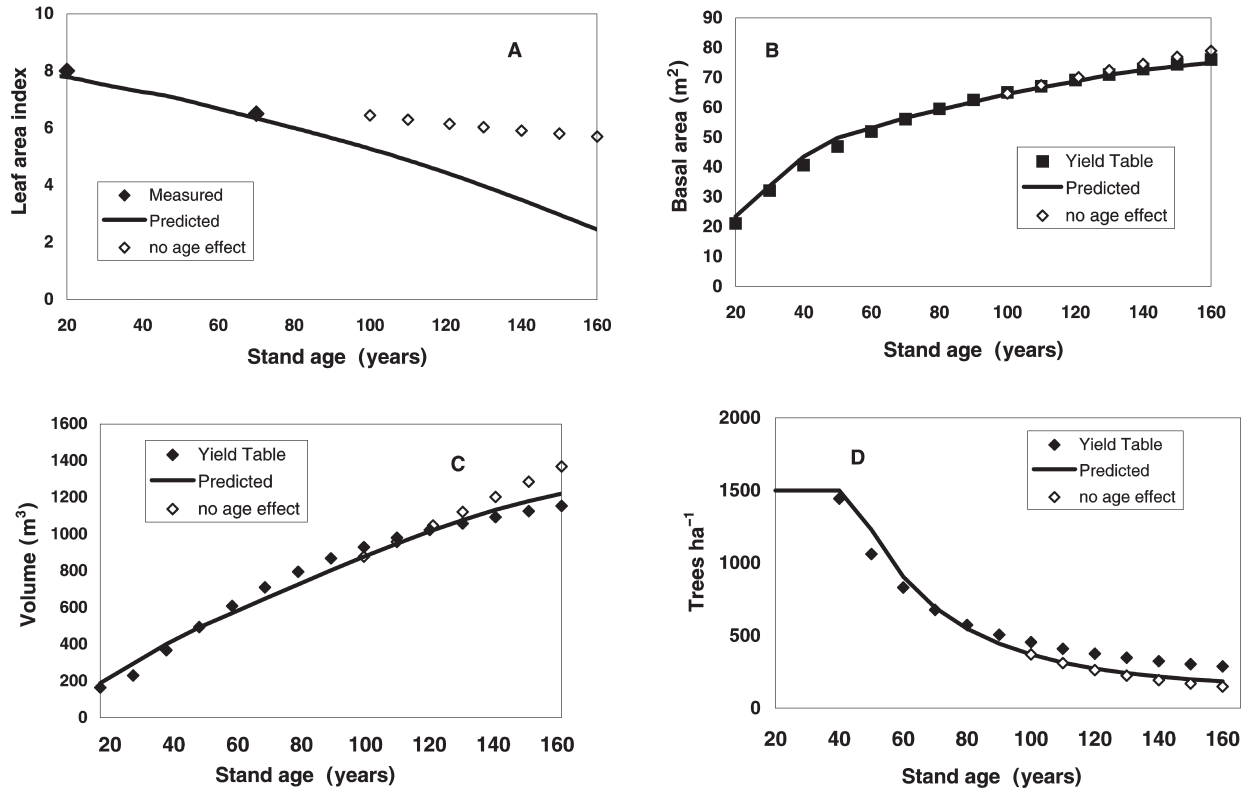 A
Leaf area index
10
8
6
4
2
0
Measured
Predicted
no age effect
20 40 60 80 100 120 140 160
Stand age (years)
B
Basal area (m²)
90
80
70
60
50
40
30
20
10
0
Yield Table
Predicted
no age effect
20 40 60 80 100 120 140 160
Stand age (years)
C
Volume (m³)
1600
1400
1200
1000
800
600
400
200
0
Yield Table
Predicted
no age effect
20 40 60 80 100 120 140 160
Stand age (years)
D
Trees ha⁻¹
2000
1500
1000
500
0
Yield Table
Predicted
no age effect
20 40 60 80 100 120 140 160
Stand age (years)